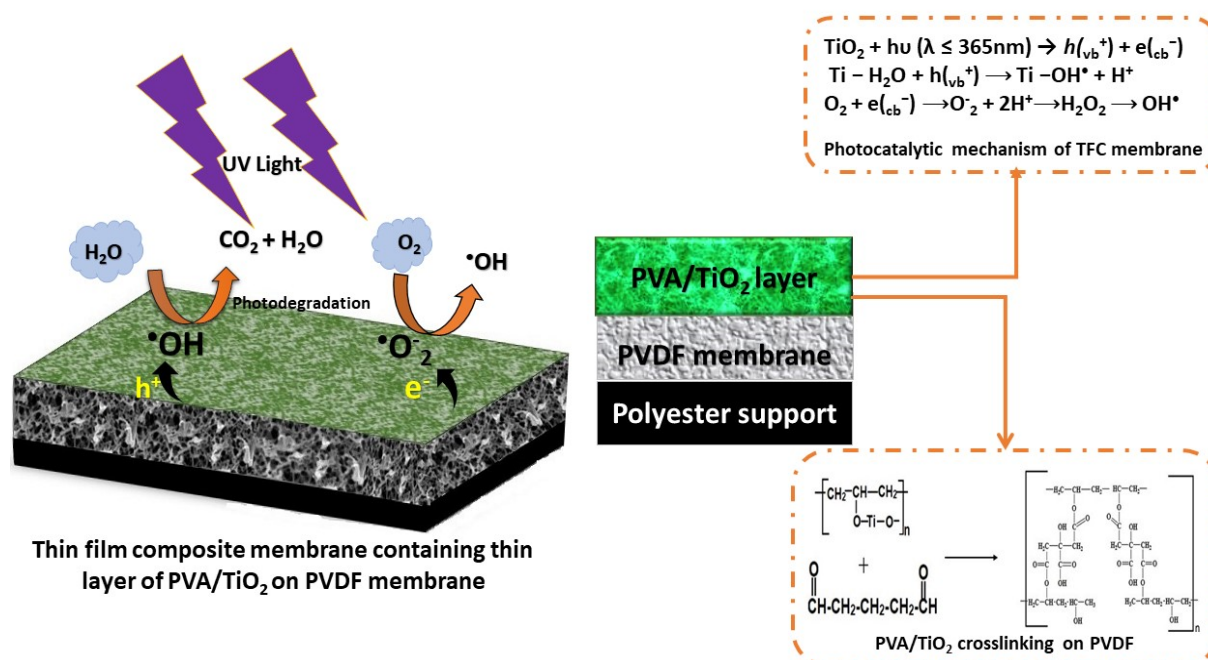 UV Light
H₂O
CO₂ + H₂O
O₂
•OH
Photodegradation
•OH
•O⁻₂
h⁺
e⁻
Thin film composite membrane containing thin
layer of PVA/TiO₂ on PVDF membrane
PVA/TiO₂ layer
PVDF membrane
Polyester support
TiO₂ + hυ (λ ≤ 365nm) → h(vb⁺) + e(cb⁻)
Ti – H₂O + h(vb⁺) ⟶ Ti –OH• + H⁺
O₂ + e(cb⁻) ⟶O⁻₂ + 2H⁺⟶H₂O₂ ⟶ OH•
Photocatalytic mechanism of TFC membrane
CH₂-CH-CH₂
O-Ti-O-
n
+
O O
CH-CH₂-CH₂-CH₂-CH
PVA/TiO₂ crosslinking on PVDF